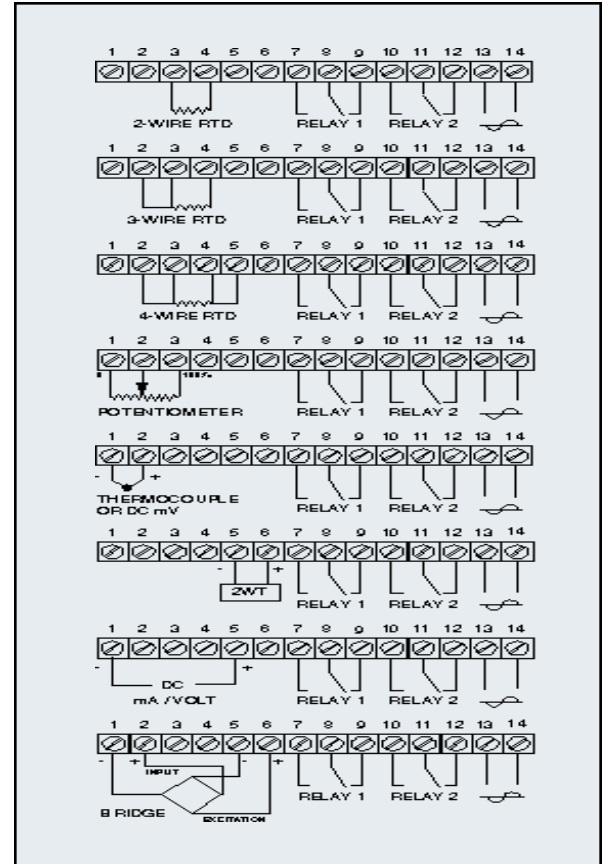 1 2 3 4 5 6 7 8 9 10 11 12 13 14
2-WIRE RTD RELAY 1 RELAY 2
1 2 3 4 5 6 7 8 9 10 11 12 13 14
3-WIRE RTD RELAY 1 RELAY 2
1 2 3 4 5 6 7 8 9 10 11 12 13 14
4-WIRE RTD RELAY 1 RELAY 2
1 2 3 4 5 6 7 8 9 10 11 12 13 14
0 100%
POTENTIOMETER RELAY 1 RELAY 2
1 2 3 4 5 6 7 8 9 10 11 12 13 14
- +
THERMOCOUPLE
OR DC mV RELAY 1 RELAY 2
1 2 3 4 5 6 7 8 9 10 11 12 13 14
- +
2WT
RELAY 1 RELAY 2
1 2 3 4 5 6 7 8 9 10 11 12 13 14
- +
DC
mA / VOLT RELAY 1 RELAY 2
1 2 3 4 5 6 7 8 9 10 11 12 13 14
- + - +
INPUT
RELAY 1 RELAY 2
BRIDGE
EXCITATION